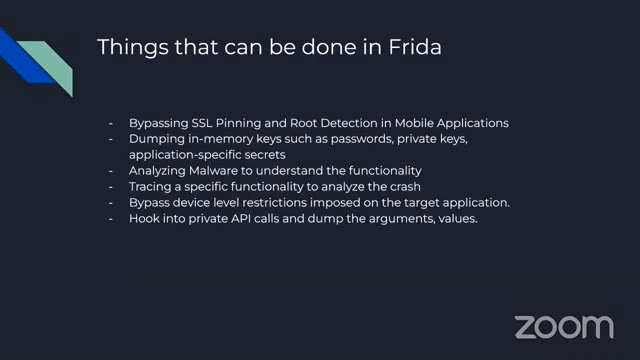 Things that can be done in Frida
- Bypassing SSL Pinning and Root Detection in Mobile Applications
- Dumping in-memory keys such as passwords, private keys,
application-specific secrets
- Analyzing Malware to understand the functionality
- Tracing a specific functionality to analyze the crash
- Bypass device level restrictions imposed on the target application.
- Hook into private API calls and dump the arguments, values.
zoom